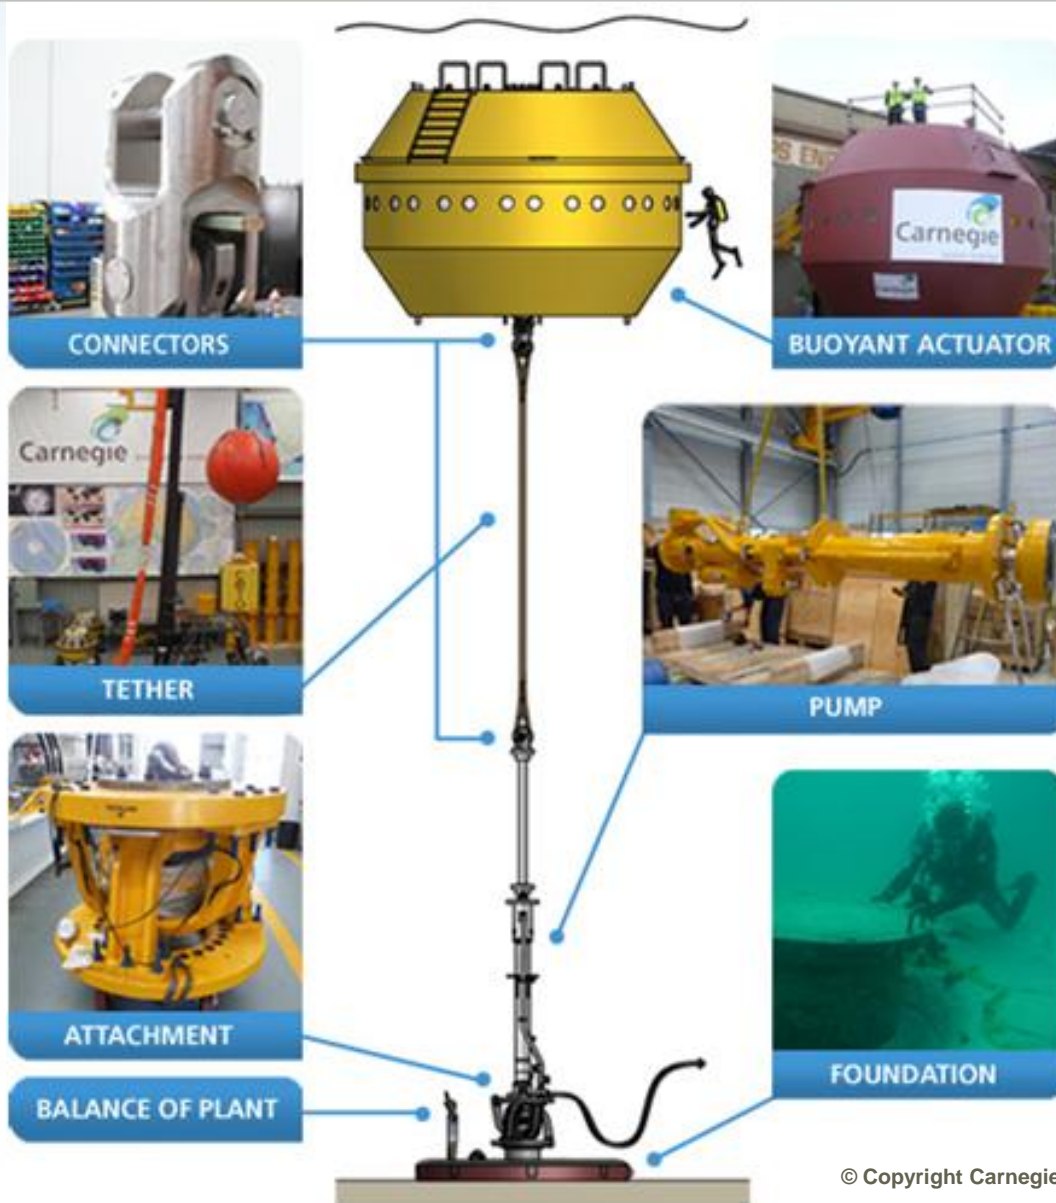 CONNECTORS
Carnegie
BUOYANT ACTUATOR
Carnegie
TETHER
PUMP
ATTACHMENT
BALANCE OF PLANT
FOUNDATION
© Copyright Carnegie